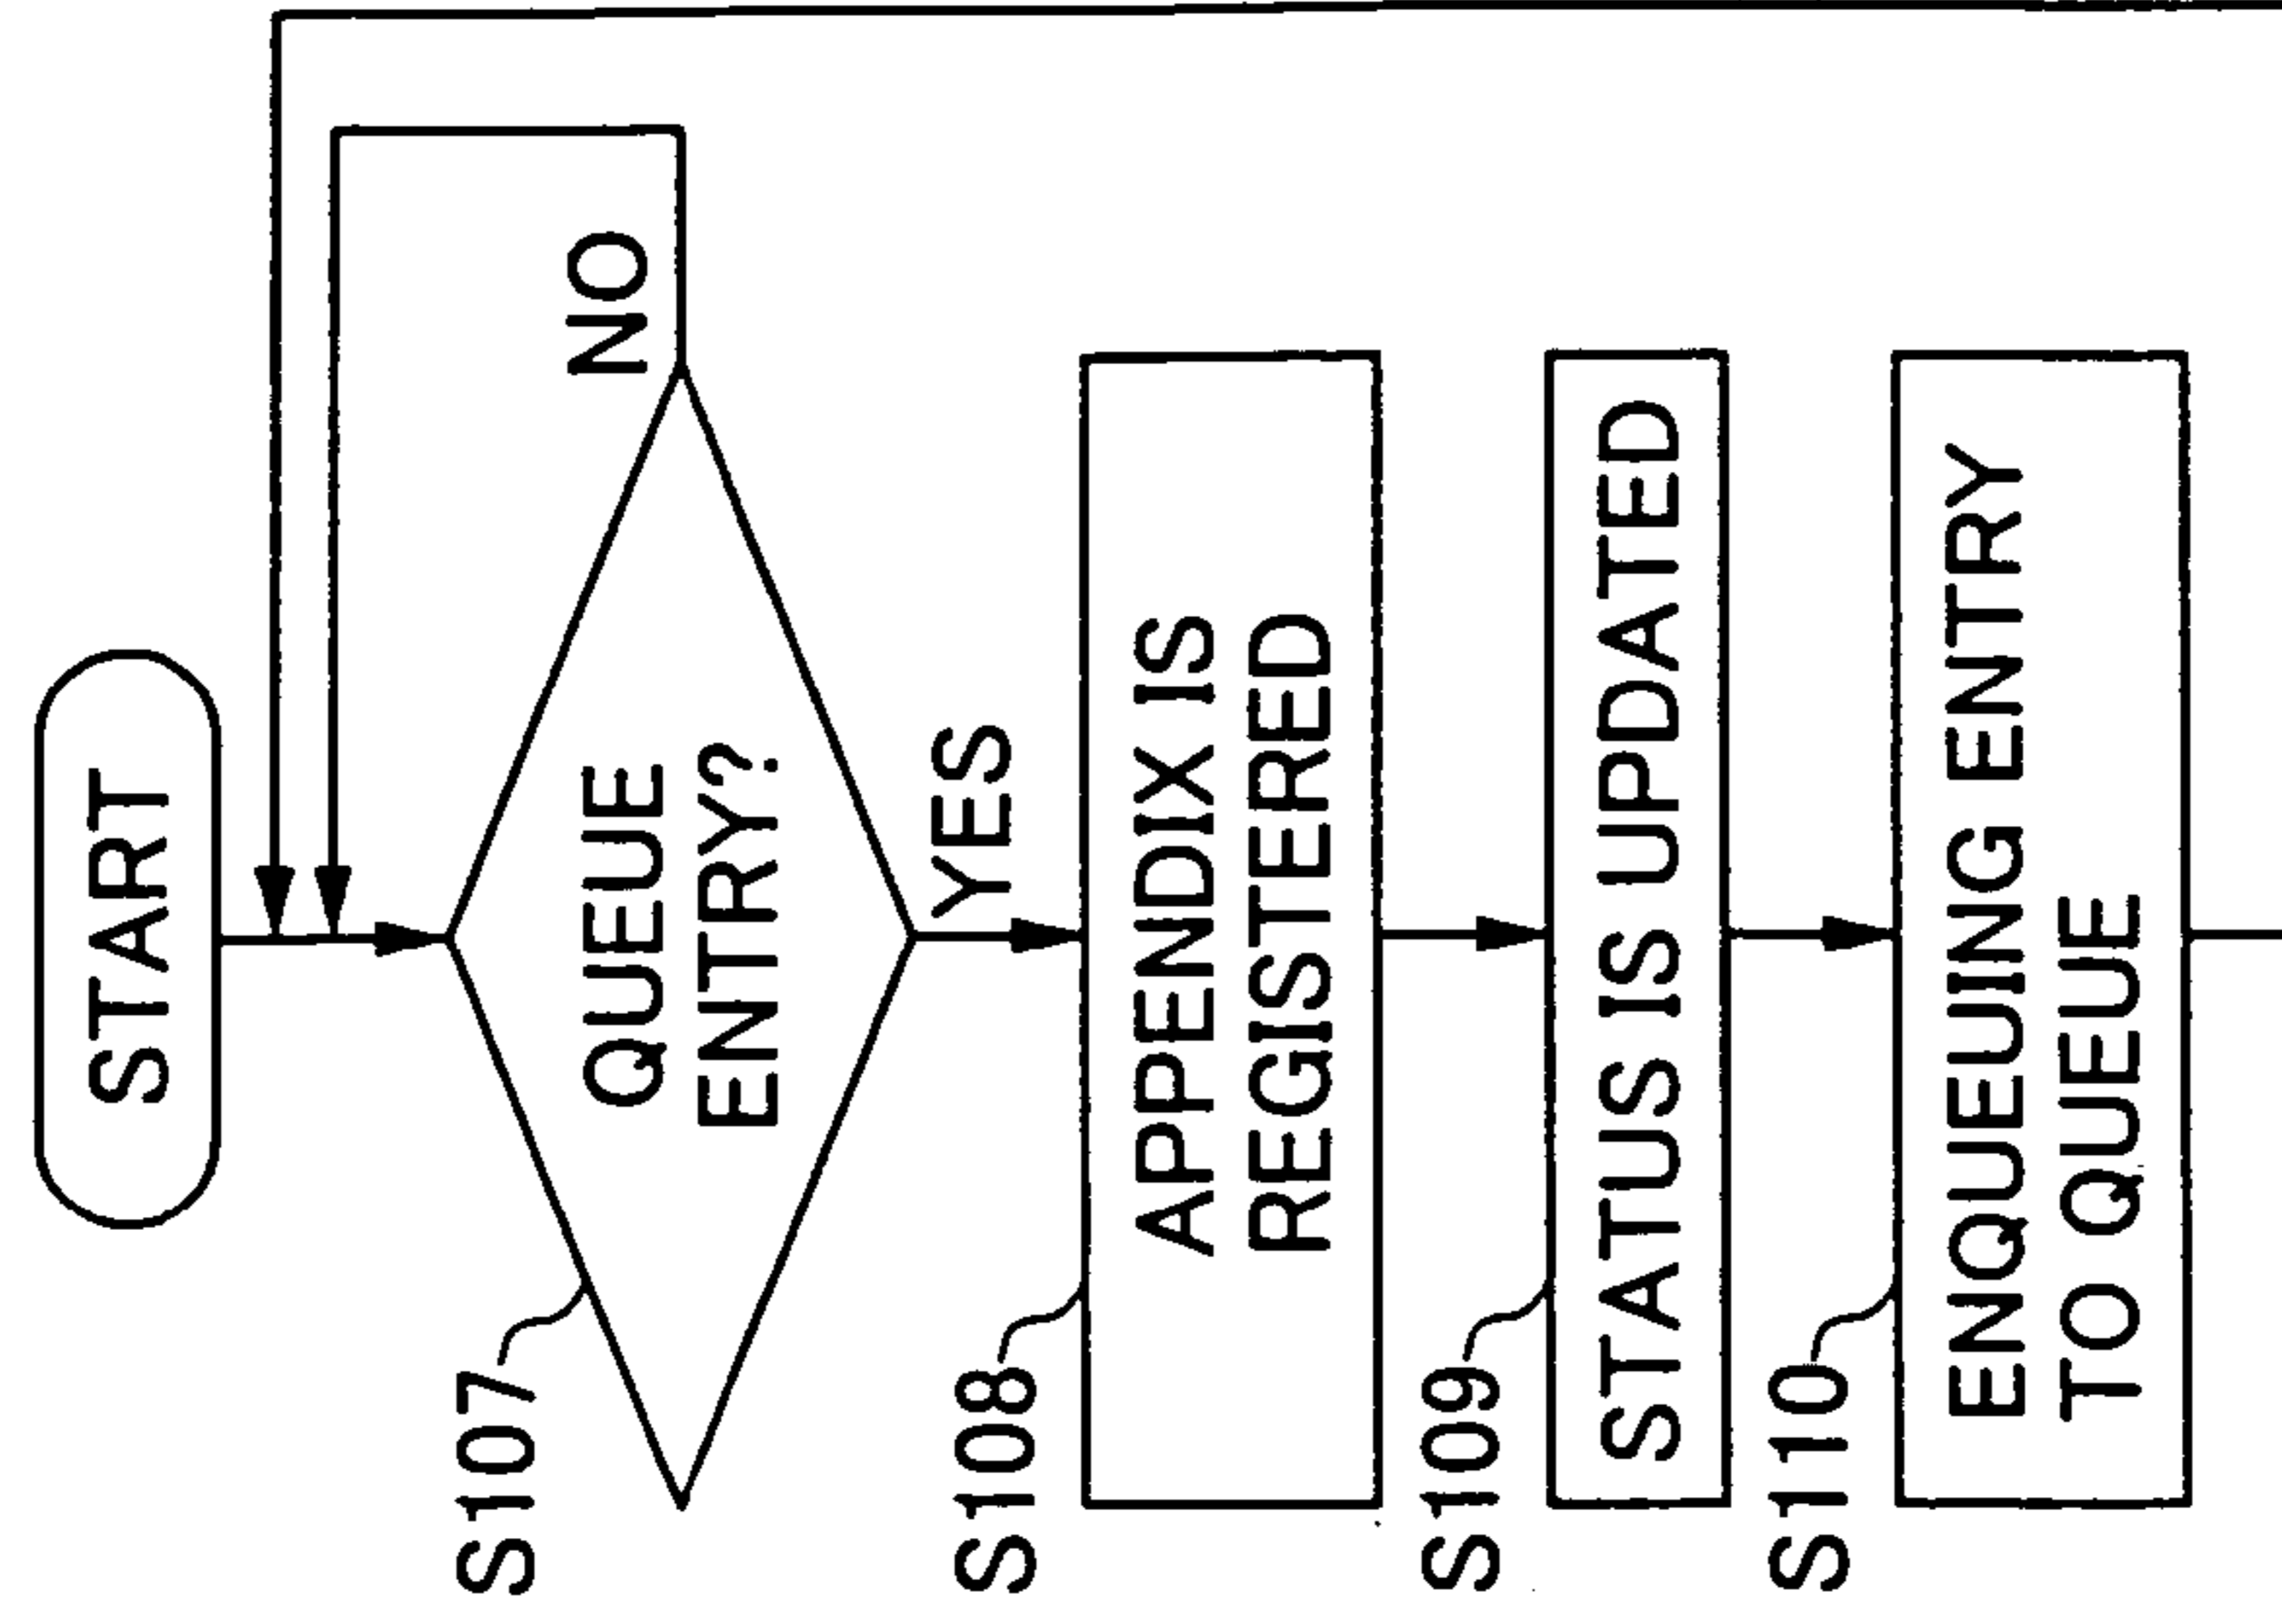 START
S107
QUEUE
ENTRY?
NO
YES
S108
APPENDIX IS
REGISTERED
S109
STATUS IS UPDATED
S110
ENQUEUING ENTRY
TO QUEUE